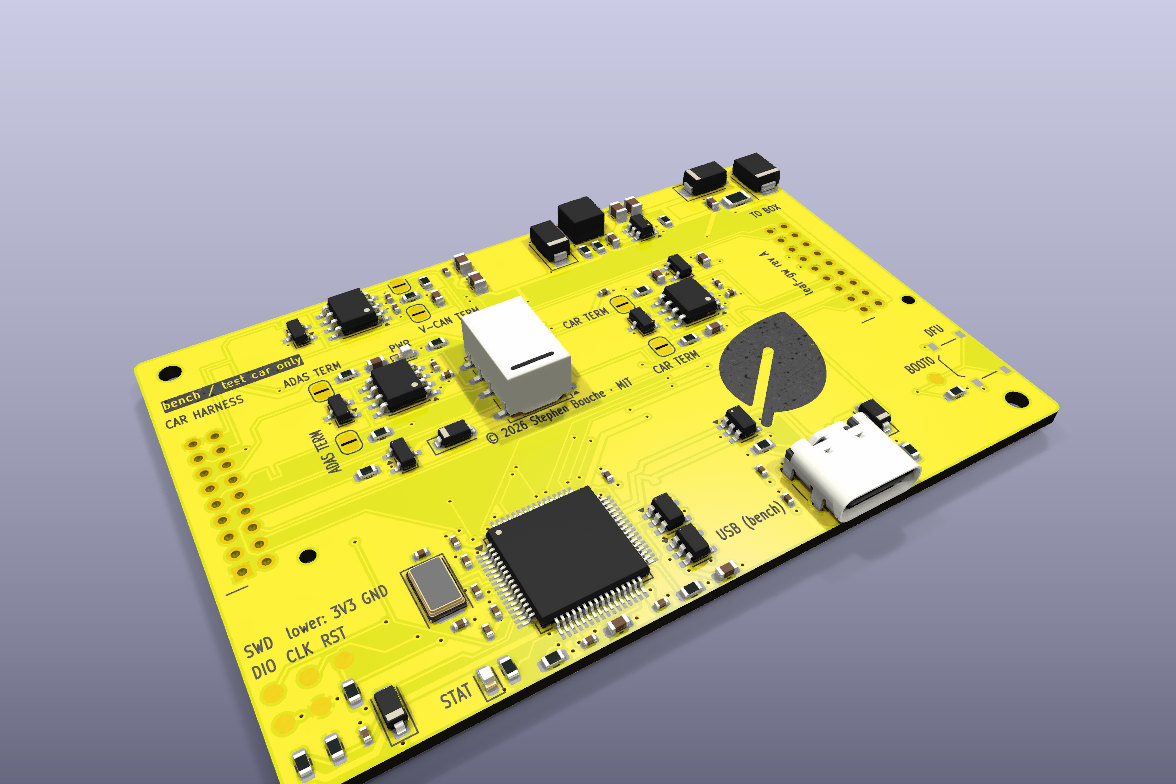 TO BOX
leaf-gw rev A
V-CAN TERM
CAR TERM
PWR
CAR TERM
DFU
BOOT0
bench / test car only
ADAS TERM
CAR HARNESS
© 2026 Stephen Bouche · MIT
ADAS TERM
USB (bench)
SWD lower: 3V3 GND
DIO CLK RST
STAT